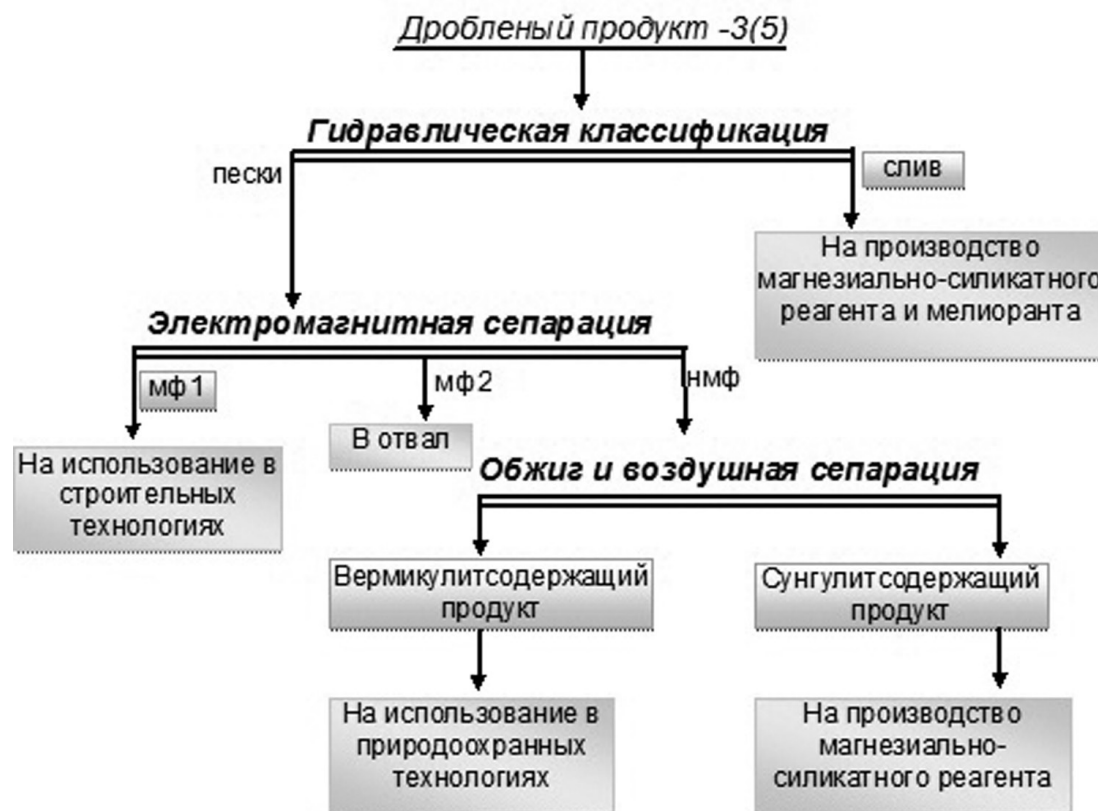 Дробленый продукт -3(5)
Гидравлическая классификация
пески
слив
На производство
магнезиально-силикатного
реагента и мелиоранта
Электромагнитная сепарация
мф1
мф2
нмф
На использование в
строительных
технологиях
В отвал
Обжиг и воздушная сепарация
Вермикулитсодержащий
продукт
Сунгулитсодержащий
продукт
На использование в
природоохранных
технологиях
На производство
магнезиально-
силикатного реагента